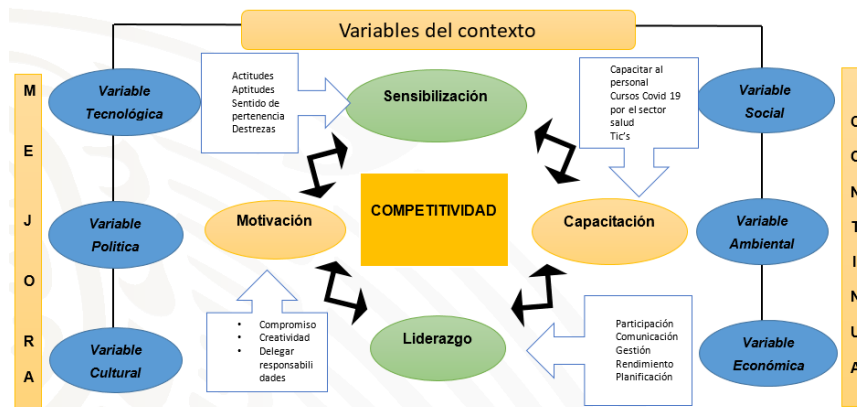 Variables del contexto
M
E
J
O
R
A
Variable
Tecnológica
Variable
Politica
Variable
Cultural
Actitudes
Aptitudes
Sentido de
pertenencia
Destrezas
Sensibilización
Capacitar al
personal
Cursos Covid 19
por el sector
salud
Tic's
Motivación
COMPETITIVIDAD
Capacitación
• Compromiso
• Creatividad
• Delegar
responsabili
dades
Liderazgo
Participación
Comunicación
Gestión
Rendimiento
Planificación
Variable
Social
Variable
Ambiental
Variable
Económica
C
O
N
T
I
N
U
A